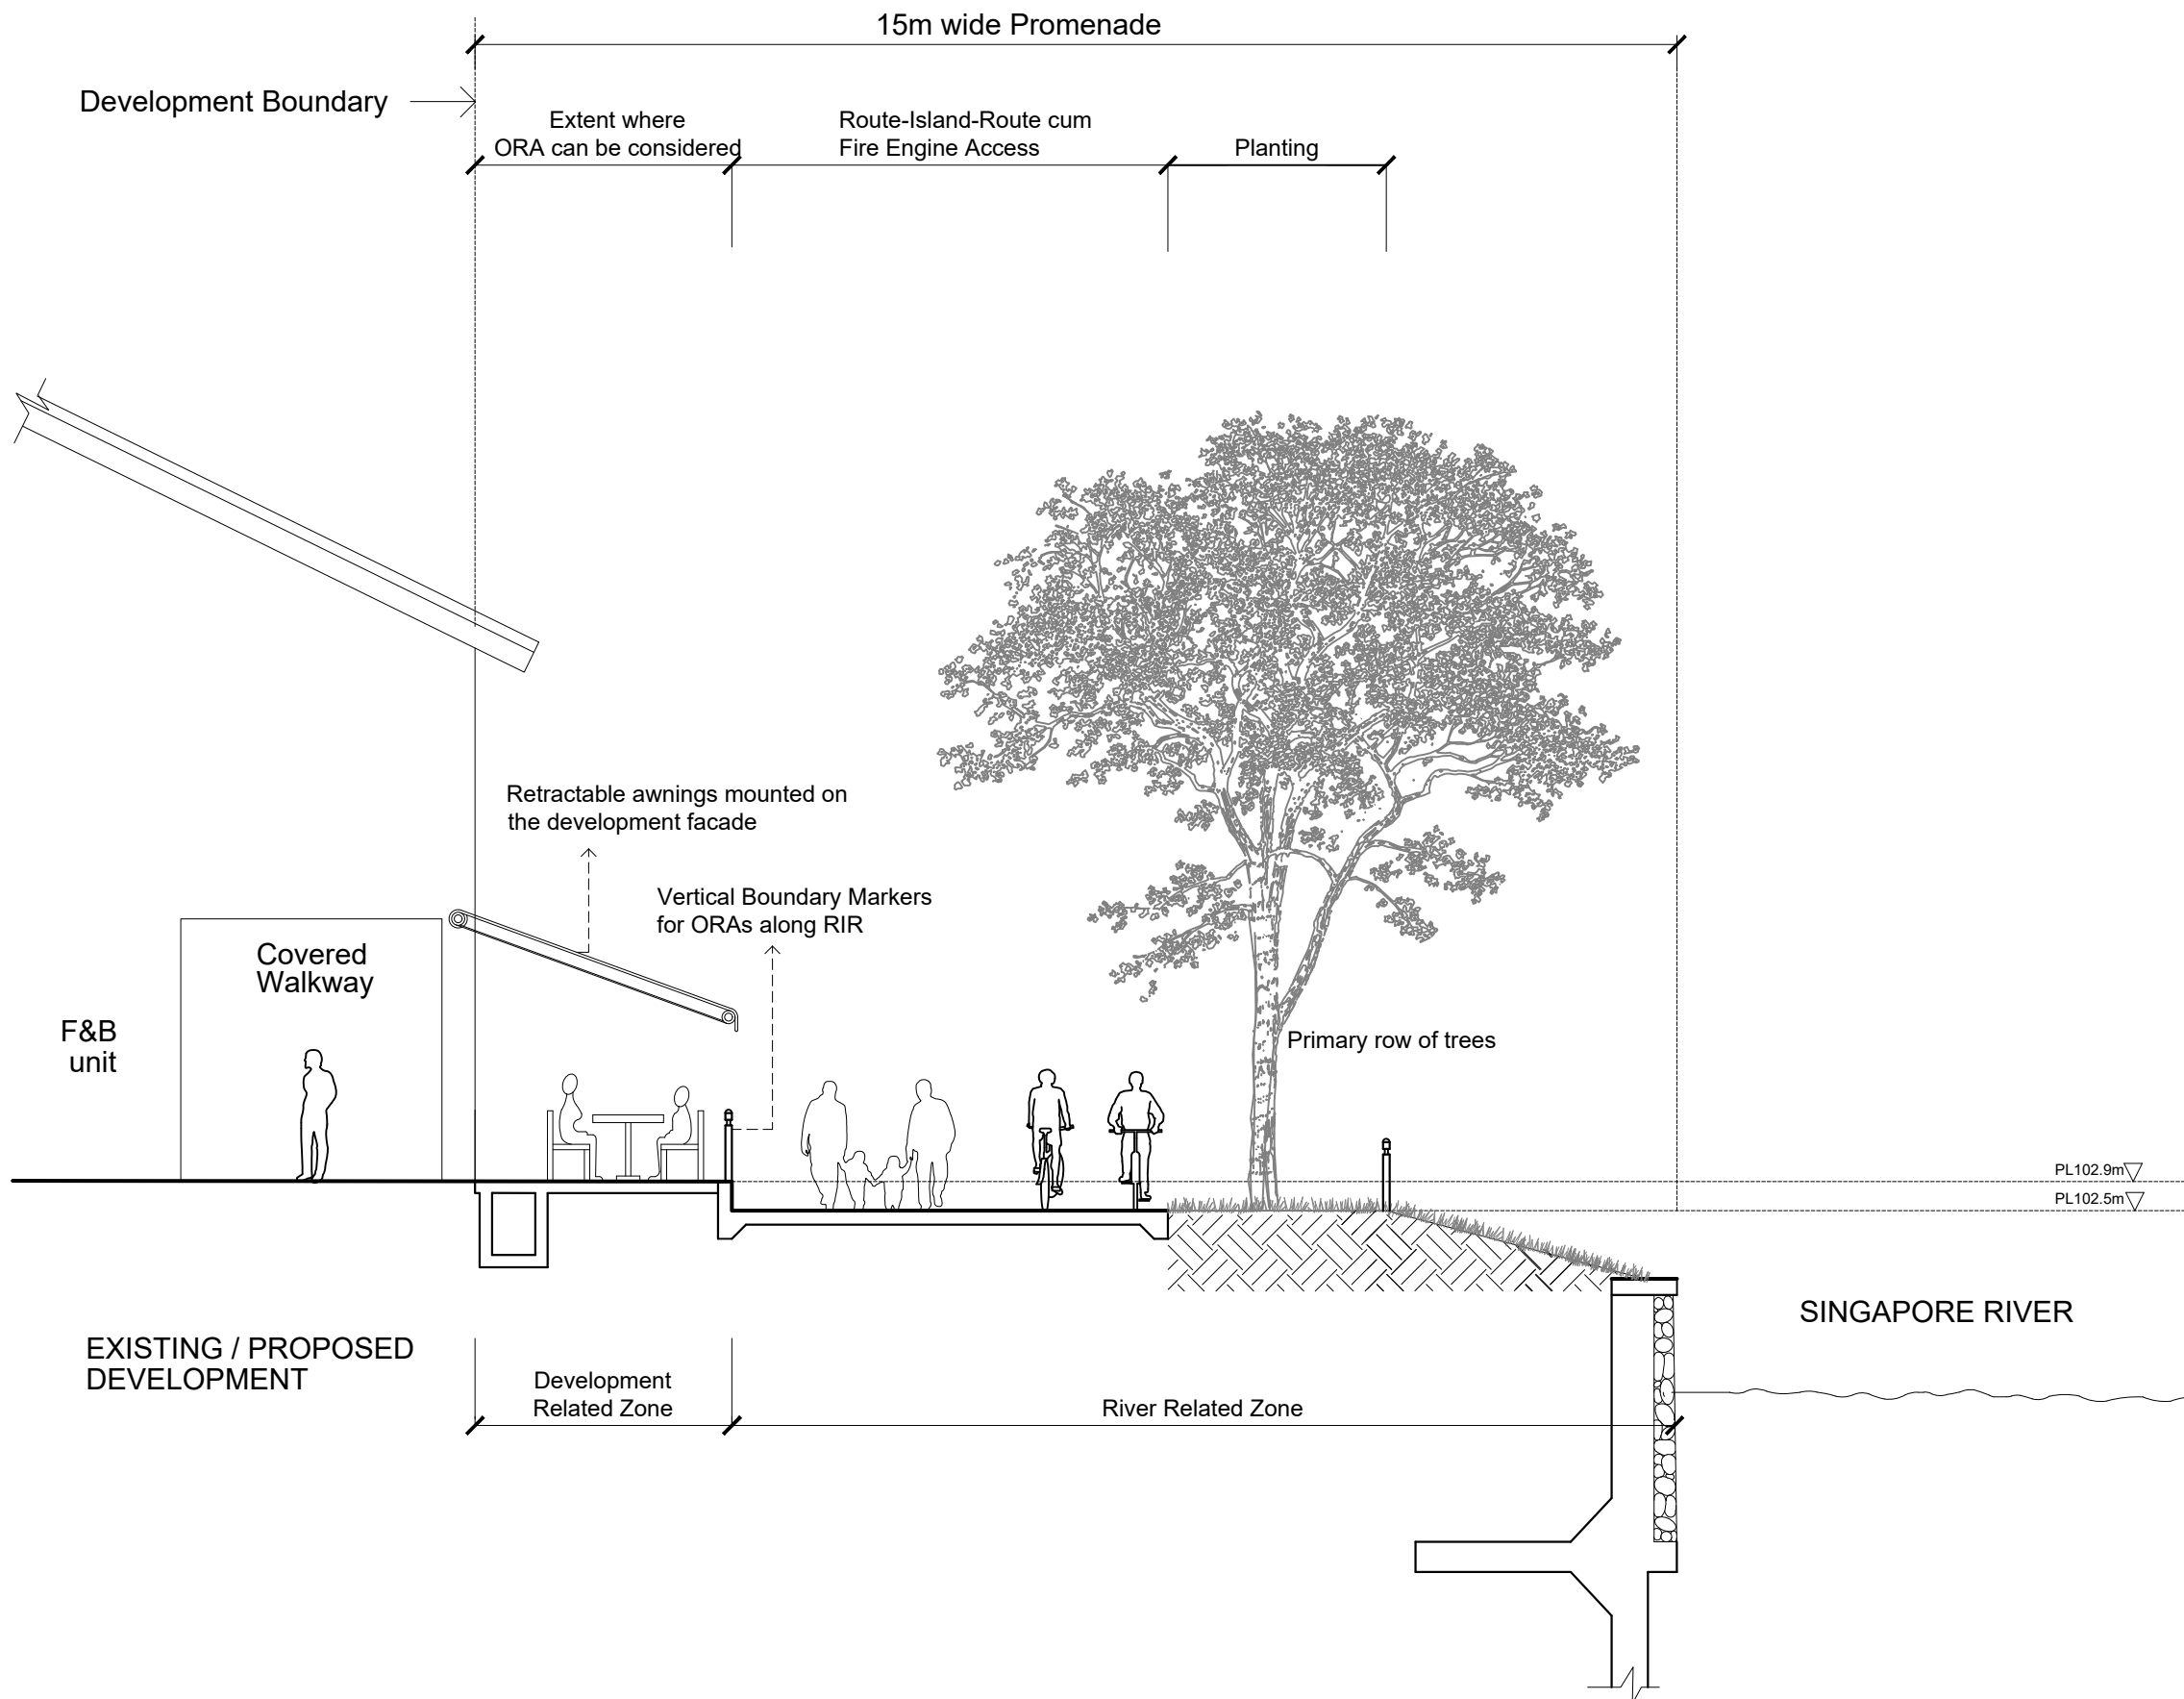 15m wide Promenade
Development Boundary
Extent where
ORA can be considered
Route-Island-Route cum
Fire Engine Access
Planting
Retractable awnings mounted on
the development facade
Vertical Boundary Markers
for ORAs along RIR
Covered
Walkway
F&B
unit
Primary row of trees
PL102.9m
PL102.5m
SINGAPORE RIVER
EXISTING / PROPOSED
DEVELOPMENT
Development
Related Zone
River Related Zone